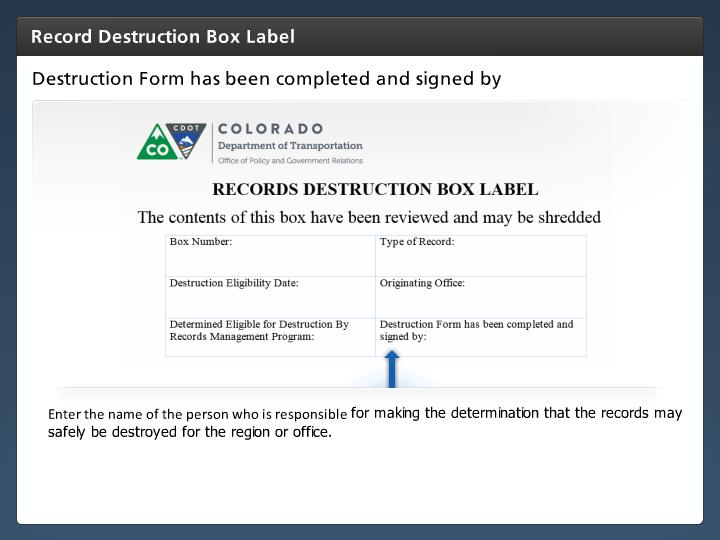 Record Destruction Box Label
Destruction Form has been completed and signed by
CDOT
CO
COLORADO
Department of Transportation
Office of Policy and Government Relations
RECORDS DESTRUCTION BOX LABEL
The contents of this box have been reviewed and may be shredded
Box Number:
Type of Record:
Destruction Eligibility Date:
Originating Office:
Determined Eligible for Destruction By
Records Management Program:
Destruction Form has been completed and
signed by:
Enter the name of the person who is responsible for making the determination that the records may
safely be destroyed for the region or office.